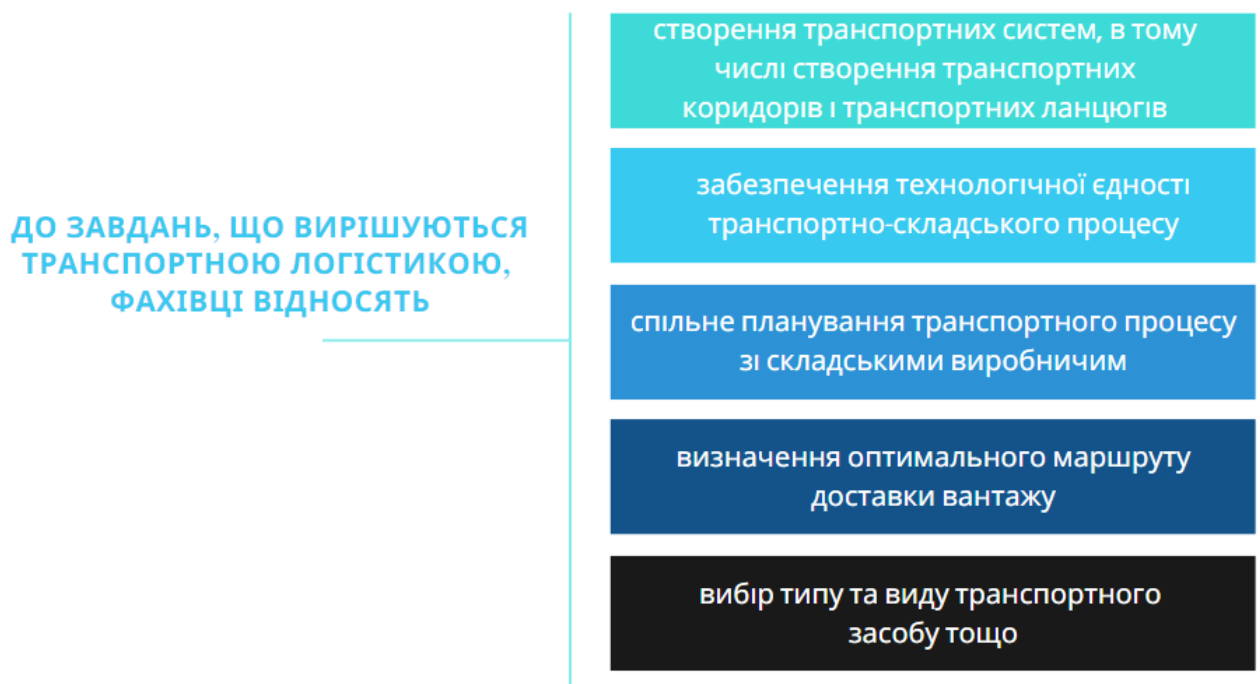 ДО ЗАВДАНЬ, ЩО ВИРІШУЮТЬСЯ
ТРАНСПОРТНОЮ ЛОГІСТИКОЮ,
ФАХІВЦІ ВІДНОСЯТЬ
створення транспортних систем, в тому
числі створення транспортних
коридорів і транспортних ланцюгів
забезпечення технологічної єдності
транспортно-складського процесу
спільне планування транспортного процесу
зі складськими виробничим
визначення оптимального маршруту
доставки вантажу
вибір типу та виду транспортного
засобу тощо